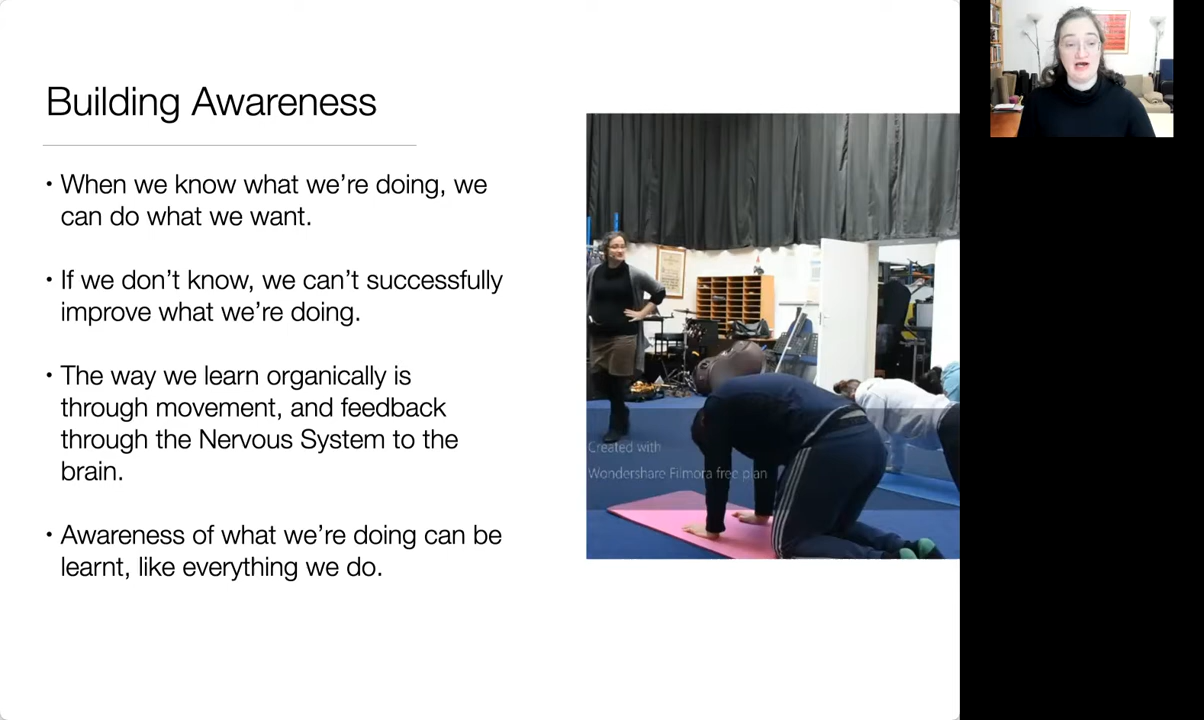 Building Awareness
• When we know what we’re doing, we
can do what we want.
• If we don’t know, we can’t successfully
improve what we’re doing.
• The way we learn organically is
through movement, and feedback
through the Nervous System to the
brain.
• Awareness of what we’re doing can be
learnt, like everything we do.
Created with
Wondershare Filmora free plan